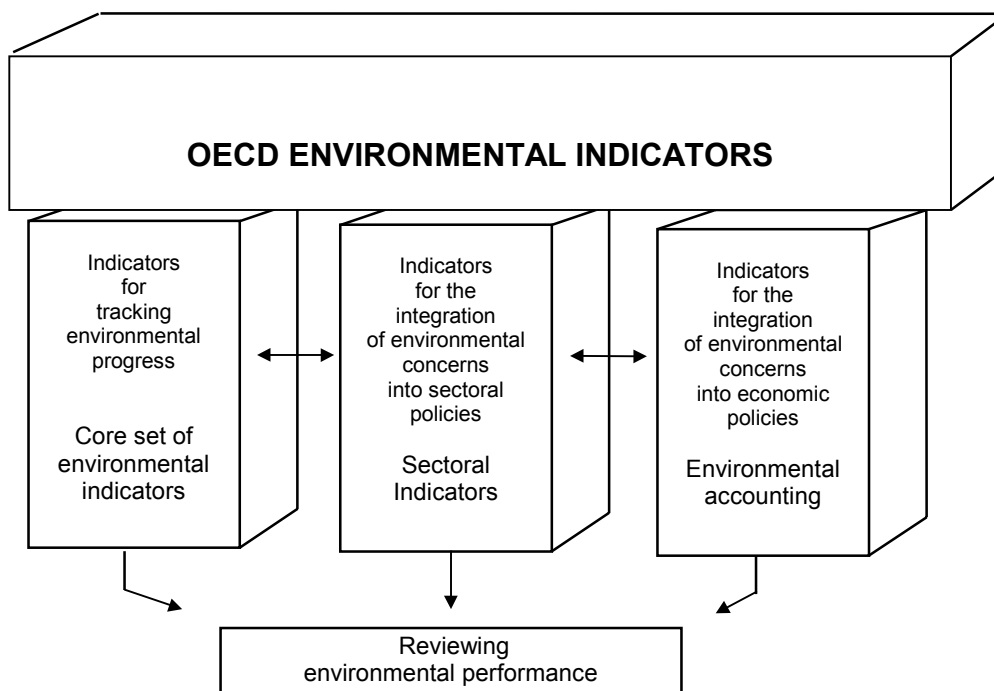 OECD ENVIRONMENTAL INDICATORS
Indicators
for
tracking
environmental
progress
Core set of
environmental
indicators
Indicators
for the
integration
of environmental
concerns
into sectoral
policies
Sectoral
Indicators
Indicators
for the
integration
of environmental
concerns
into economic
policies
Environmental
accounting
Reviewing
environmental performance